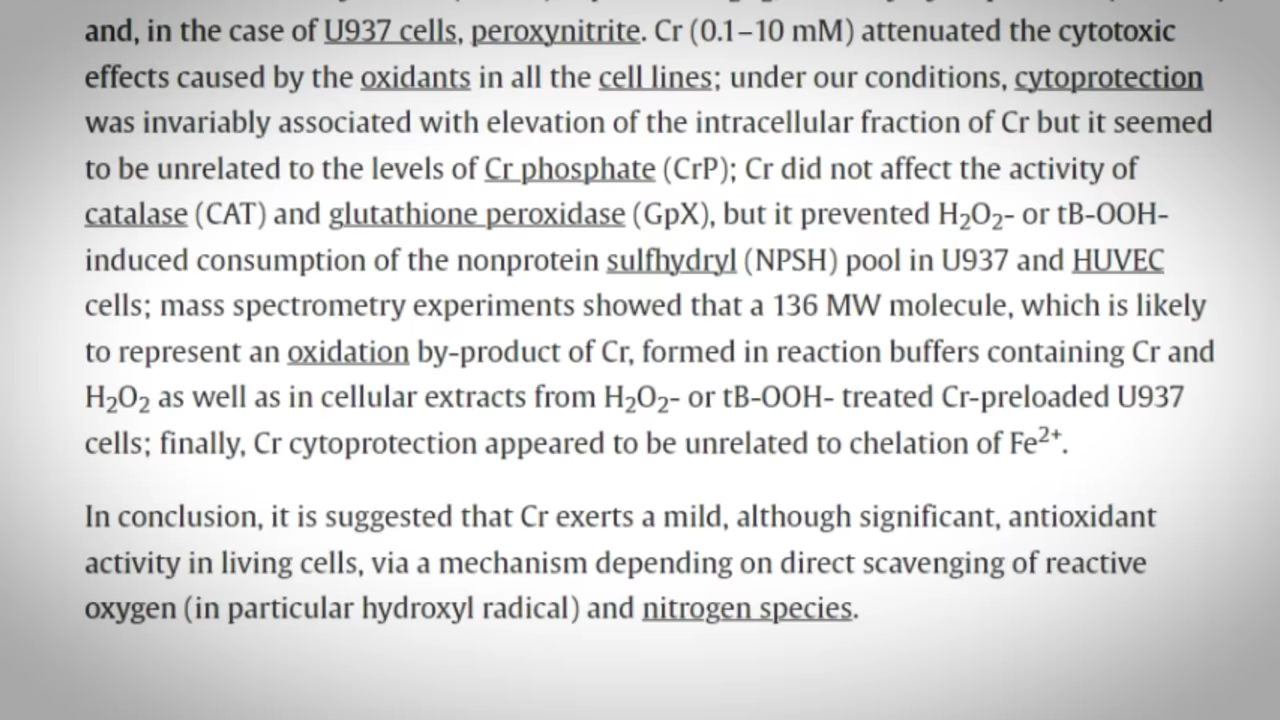 and, in the case of U937 cells, peroxynitrite. Cr (0.1–10 mM) attenuated the cytotoxic
effects caused by the oxidants in all the cell lines; under our conditions, cytoprotection
was invariably associated with elevation of the intracellular fraction of Cr but it seemed
to be unrelated to the levels of Cr phosphate (CrP); Cr did not affect the activity of
catalase (CAT) and glutathione peroxidase (GpX), but it prevented H₂O₂- or tB-OOH-
induced consumption of the nonprotein sulfhydryl (NPSH) pool in U937 and HUVEC
cells; mass spectrometry experiments showed that a 136 MW molecule, which is likely
to represent an oxidation by-product of Cr, formed in reaction buffers containing Cr and
H₂O₂ as well as in cellular extracts from H₂O₂- or tB-OOH- treated Cr-preloaded U937
cells; finally, Cr cytoprotection appeared to be unrelated to chelation of Fe²⁺.
In conclusion, it is suggested that Cr exerts a mild, although significant, antioxidant
activity in living cells, via a mechanism depending on direct scavenging of reactive
oxygen (in particular hydroxyl radical) and nitrogen species.